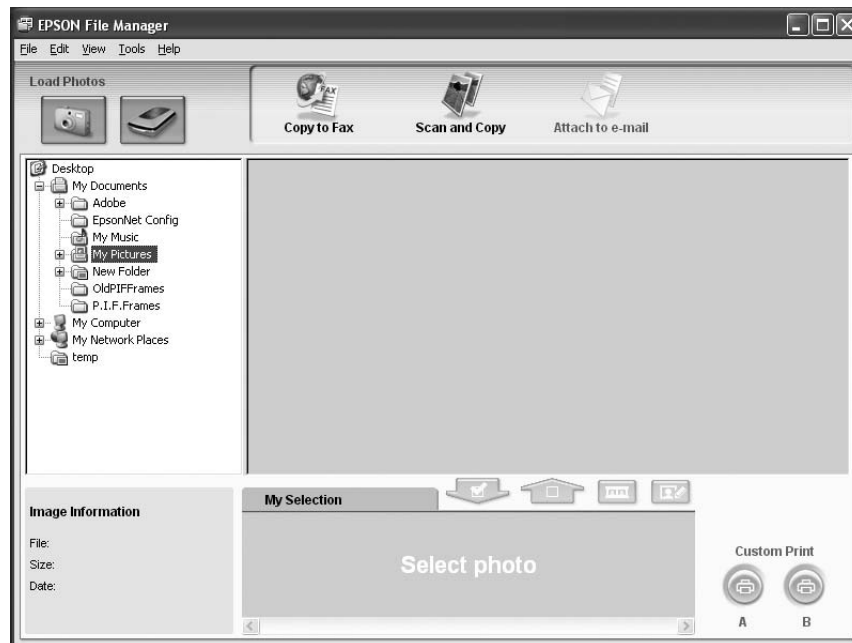 EPSON File Manager
File Edit View Tools Help
Load Photos
FAX
Copy to Fax Scan and Copy Attach to e-mail
Desktop
My Documents
Adobe
EpsonNet Config
My Music
My Pictures
New Folder
OldPIFFrames
P.I.F.Frames
My Computer
My Network Places
temp
My Selection
Image Information
File:
Size:
Date:
Select photo
Custom Print
A B